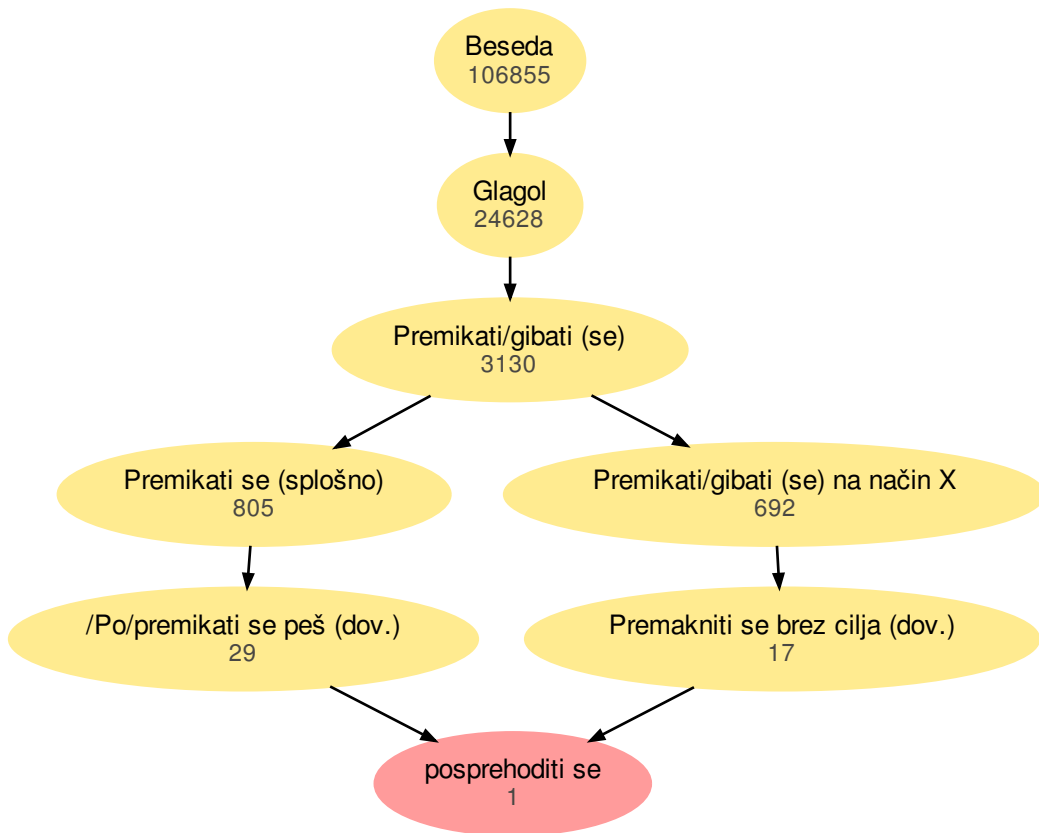 Beseda
106855
Glagol
24628
Premikati/gibati (se)
3130
Premikati se (splošno)
805
Premikati/gibati (se) na način X
692
/Po/premikati se peš (dov.)
29
Premakniti se brez cilja (dov.)
17
posprehoditi se
1